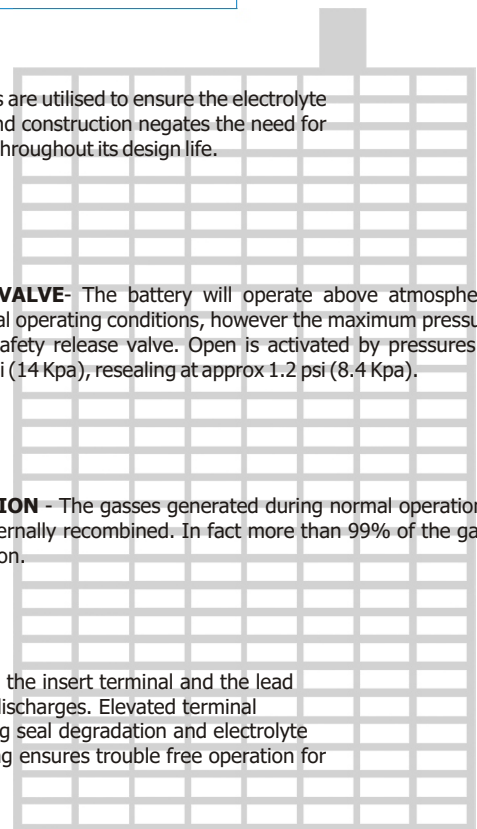 s are utilised to ensure the electrolyte
nd construction negates the need for
hroughout its design life.
VALVE- The battery will operate above atmosphe
al operating conditions, however the maximum pressu
afety release valve. Open is activated by pressures
i (14 Kpa), resealing at approx 1.2 psi (8.4 Kpa).
ION - The gasses generated during normal operation
ernally recombined. In fact more than 99% of the ga
on.
the insert terminal and the lead
discharges. Elevated terminal
g seal degradation and electrolyte
ng ensures trouble free operation for